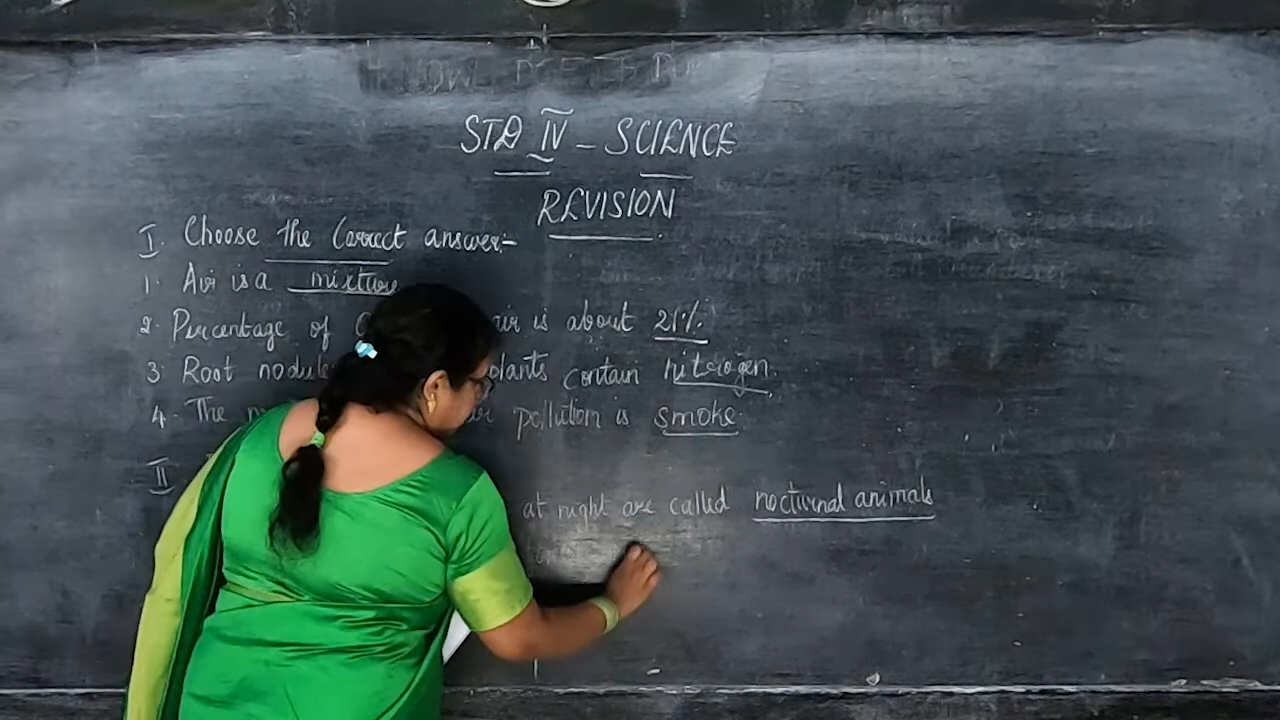 STD IV - SCIENCE
REVISION
I. Choose the Correct answer:-
1. Air is a mixture
2. Percentage of air is about 21%.
3. Root nodules plants contain nitrogen.
4. The pollution is smoke.
II
at night are called nocturnal animals